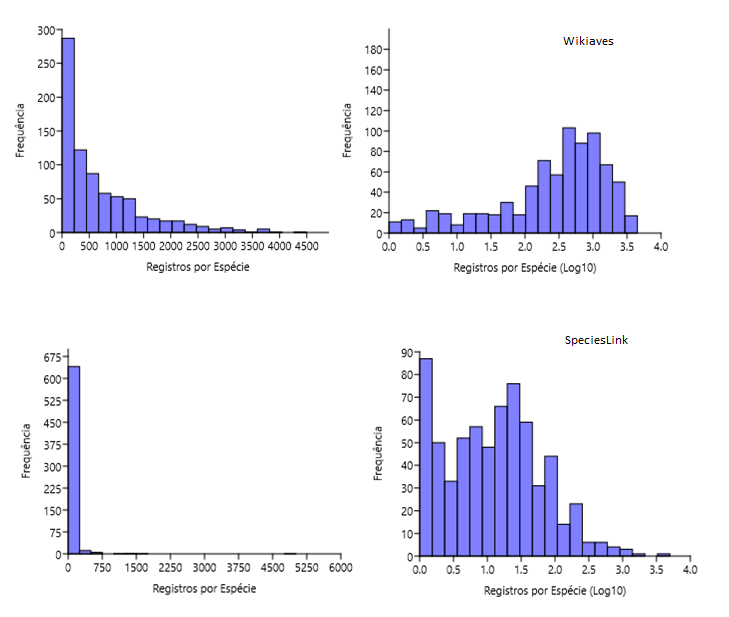 300
250
200
150
100
50
0
Frequência
0 500 1000 1500 2000 2500 3000 3500 4000 4500
Registros por Espécie
Wikiaves
180
160
140
120
100
80
60
40
20
0
Frequência
0.0 0.5 1.0 1.5 2.0 2.5 3.0 3.5 4.0
Registros por Espécie (Log10)
675
600
525
450
375
300
225
150
75
0
Frequência
0 750 1500 2250 3000 3750 4500 5250 6000
Registros por Espécie
SpeciesLink
90
80
70
60
50
40
30
20
10
0
Frequência
0.0 0.5 1.0 1.5 2.0 2.5 3.0 3.5 4.0
Registros por Espécie (Log10)